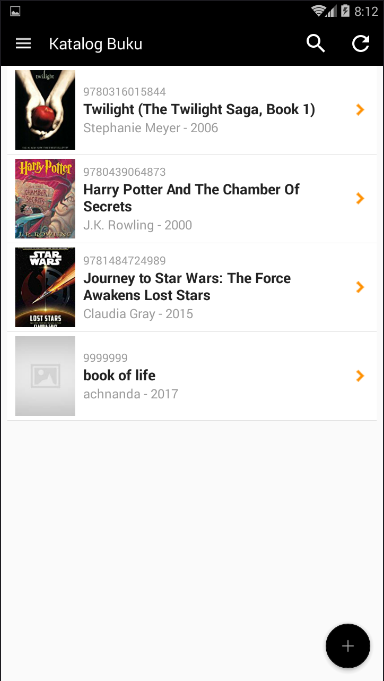 8:12
Katalog Buku
twilight
9780316015844
Twilight (The Twilight Saga, Book 1)
Stephanie Meyer - 2006
Harry Potter
CHAMBER
SECRETS
J.K. ROWLING
9780439064873
Harry Potter And The Chamber Of
Secrets
J.K. Rowling - 2000
STAR
WARS
LOST STARS
CLAUDIA GRAY
9781484724989
Journey to Star Wars: The Force
Awakens Lost Stars
Claudia Gray - 2015
9999999
book of life
achnanda - 2017